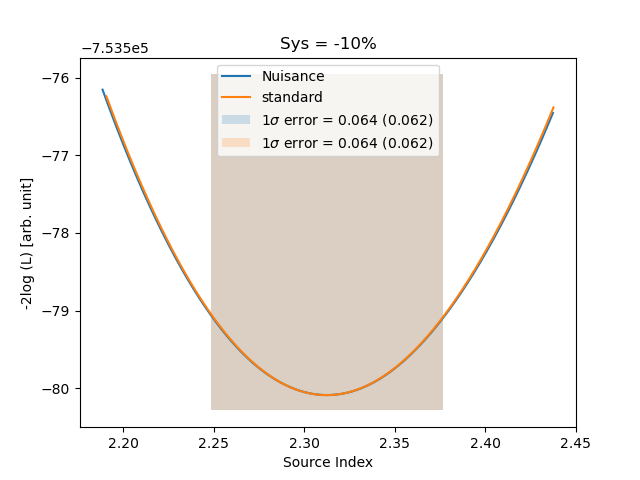 Sys = -10%
−7.535e5
−76
−77
−78
−79
−80
-2log (L) [arb. unit]
Nuisance
standard
1σ error = 0.064 (0.062)
1σ error = 0.064 (0.062)
2.20 2.25 2.30 2.35 2.40 2.45
Source Index